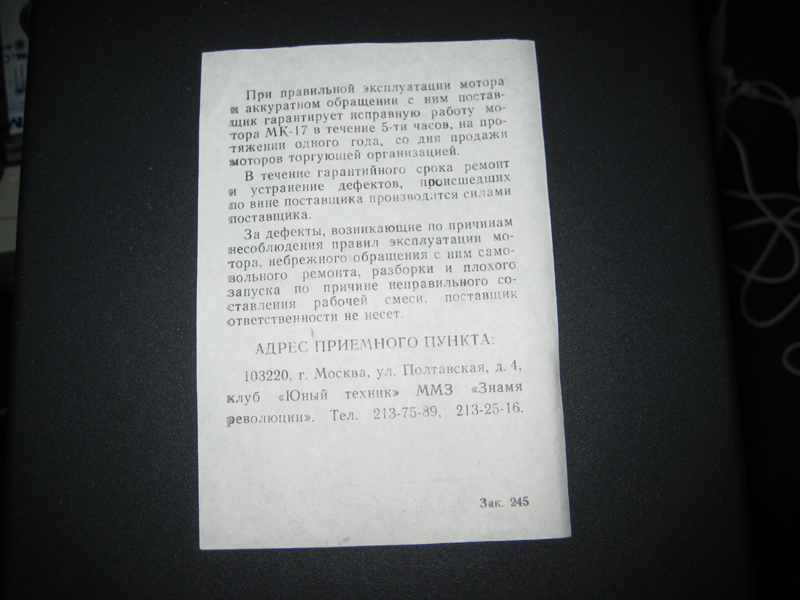 При правильной эксплуатации мотора
и аккуратном обращении с ним постав-
щик гарантирует исправную работу мо-
тора МК-17 в течение 5-ти часов, на про-
тяжении одного года, со дня продажи
моторов торгующей организацией.
В течение гарантийного срока ремонт
и устранение дефектов, происшедших
по вине поставщика производятся силами
поставщика.
За дефекты, возникающие по причинам
несоблюдения правил эксплуатации мо-
тора, небрежного обращения с ним само-
вольного ремонта, разборки и плохого
запуска по причине неправильного со-
ставления рабочей смеси, поставщик
ответственности не несет.
АДРЕС ПРИЕМНОГО ПУНКТА:
103220, г. Москва, ул. Полтавская, д. 4,
клуб «Юный техник» ММЗ «Знамя
революции». Тел. 213-75-89, 213-25-16.
Зак. 245